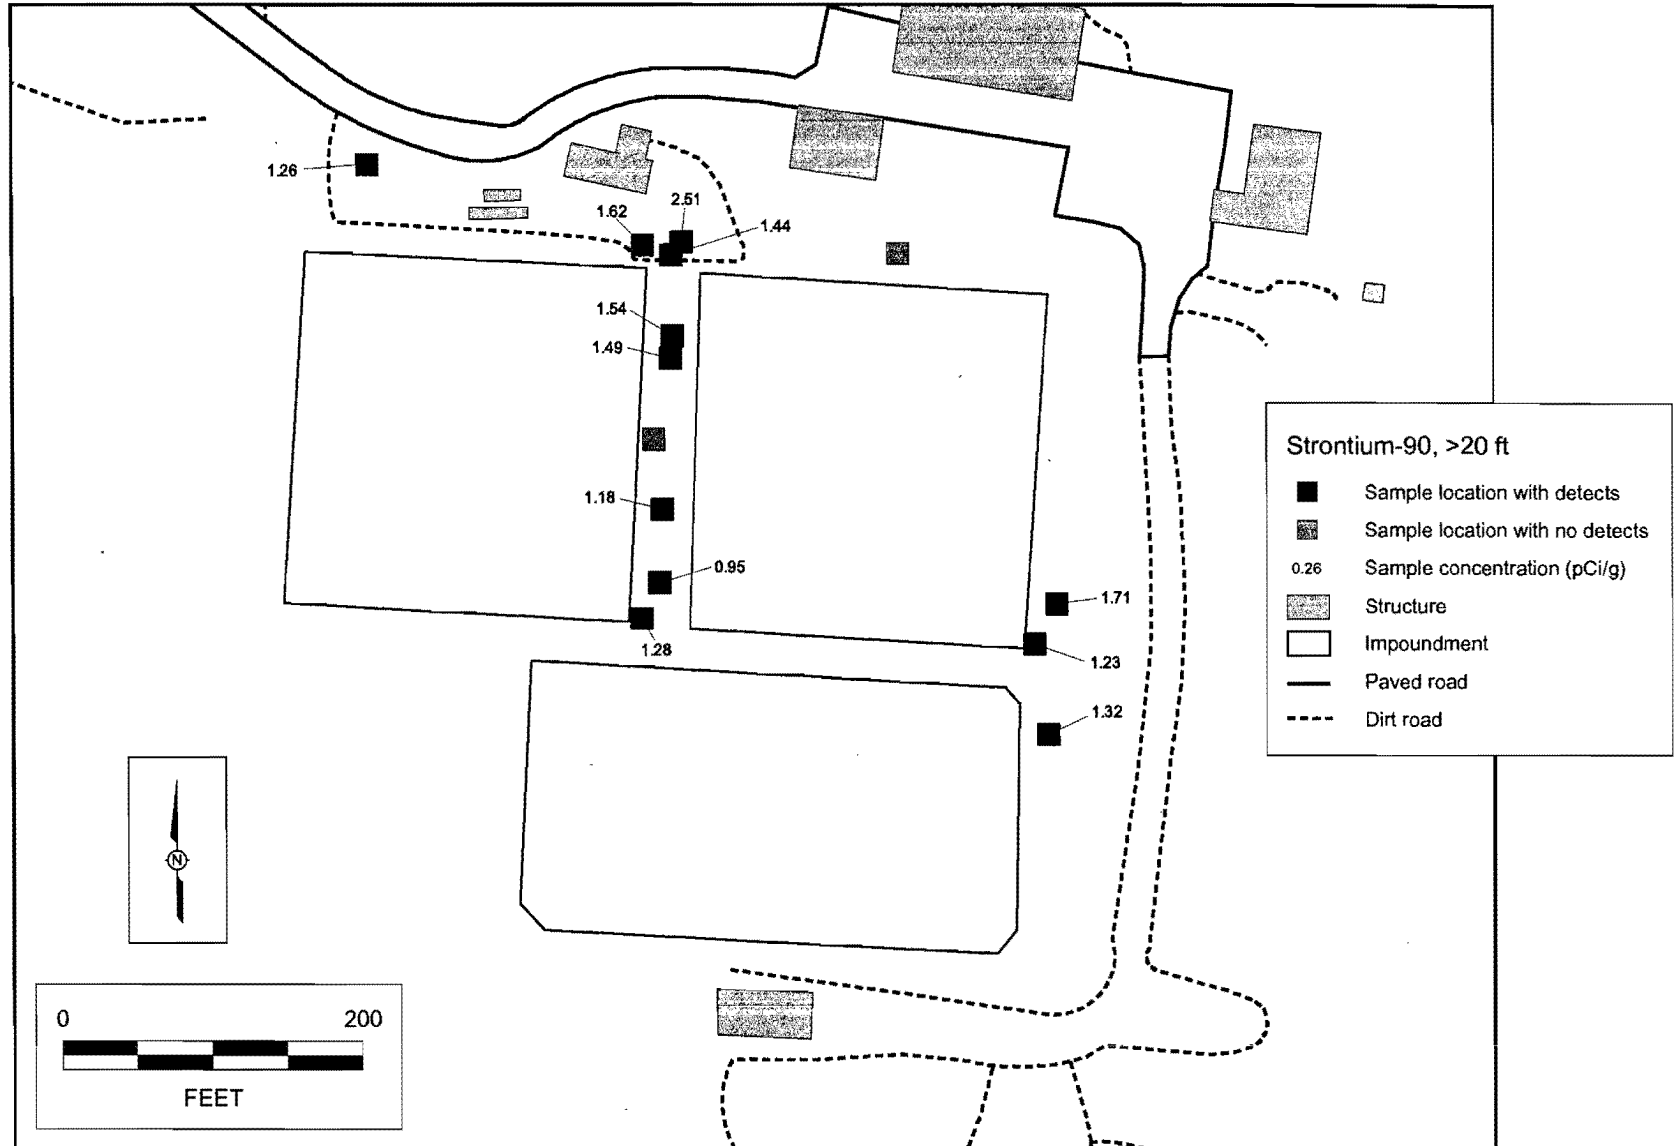 1.26
1.62
2.51
1.44
1.54
1.49
1.18
0.95
1.28
1.71
1.23
1.32
Strontium-90, >20 ft
Sample location with detects
Sample location with no detects
0.26 Sample concentration (pCi/g)
Structure
Impoundment
Paved road
Dirt road
N
0 200
FEET